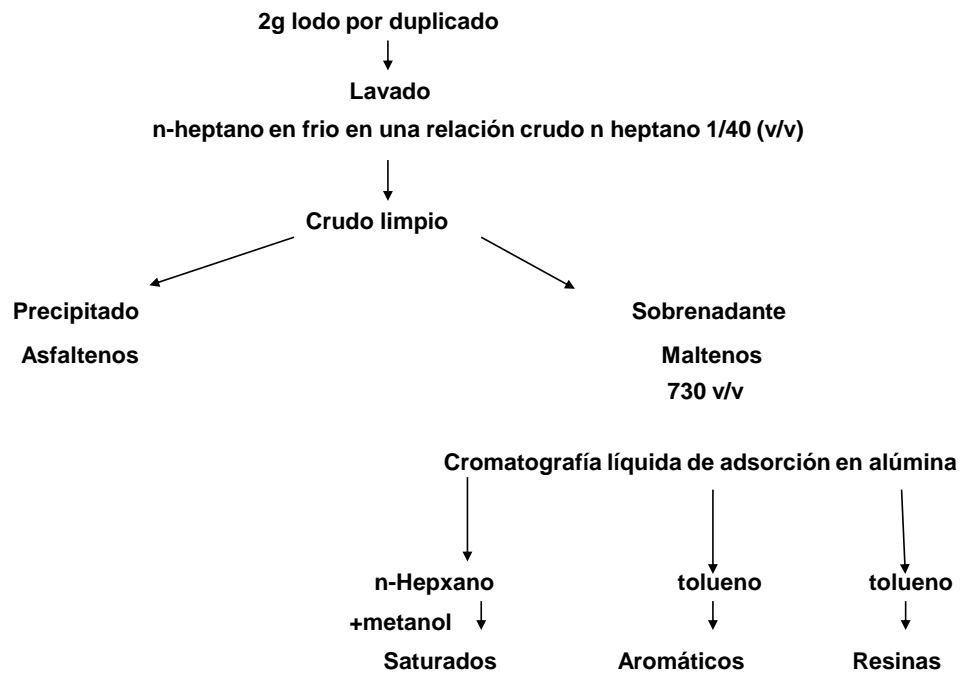 2g lodo por duplicado
Lavado
n-heptano en frio en una relación crudo n heptano 1/40 (v/v)
Crudo limpio
Precipitado
Asfaltenos
Sobrenadante
Maltenos
730 v/v
Cromatografía líquida de adsorción en alúmina
n-Hepxano
+metanol
Saturados
tolueno
Aromáticos
tolueno
Resinas